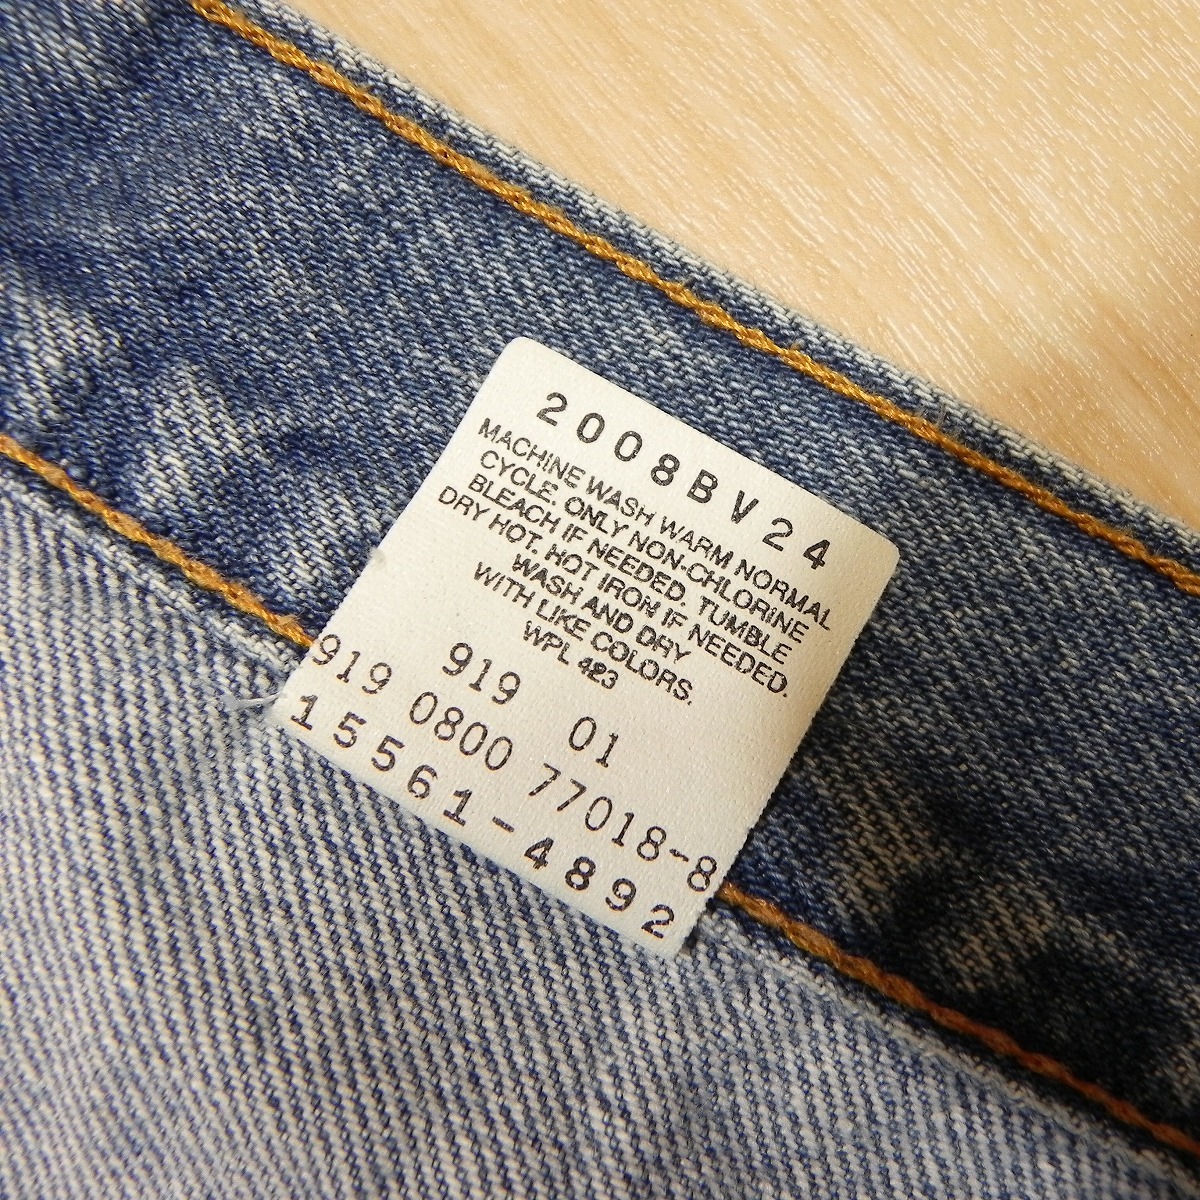 2008BV24
MACHINE WASH WARM NORMAL
CYCLE. ONLY NON-CHLORINE
BLEACH IF NEEDED. TUMBLE
DRY HOT. HOT IRON IF NEEDED.
WASH AND DRY
WITH LIKE COLORS.
WPL 423
919 01
919 0800 77018-8
15561-4892